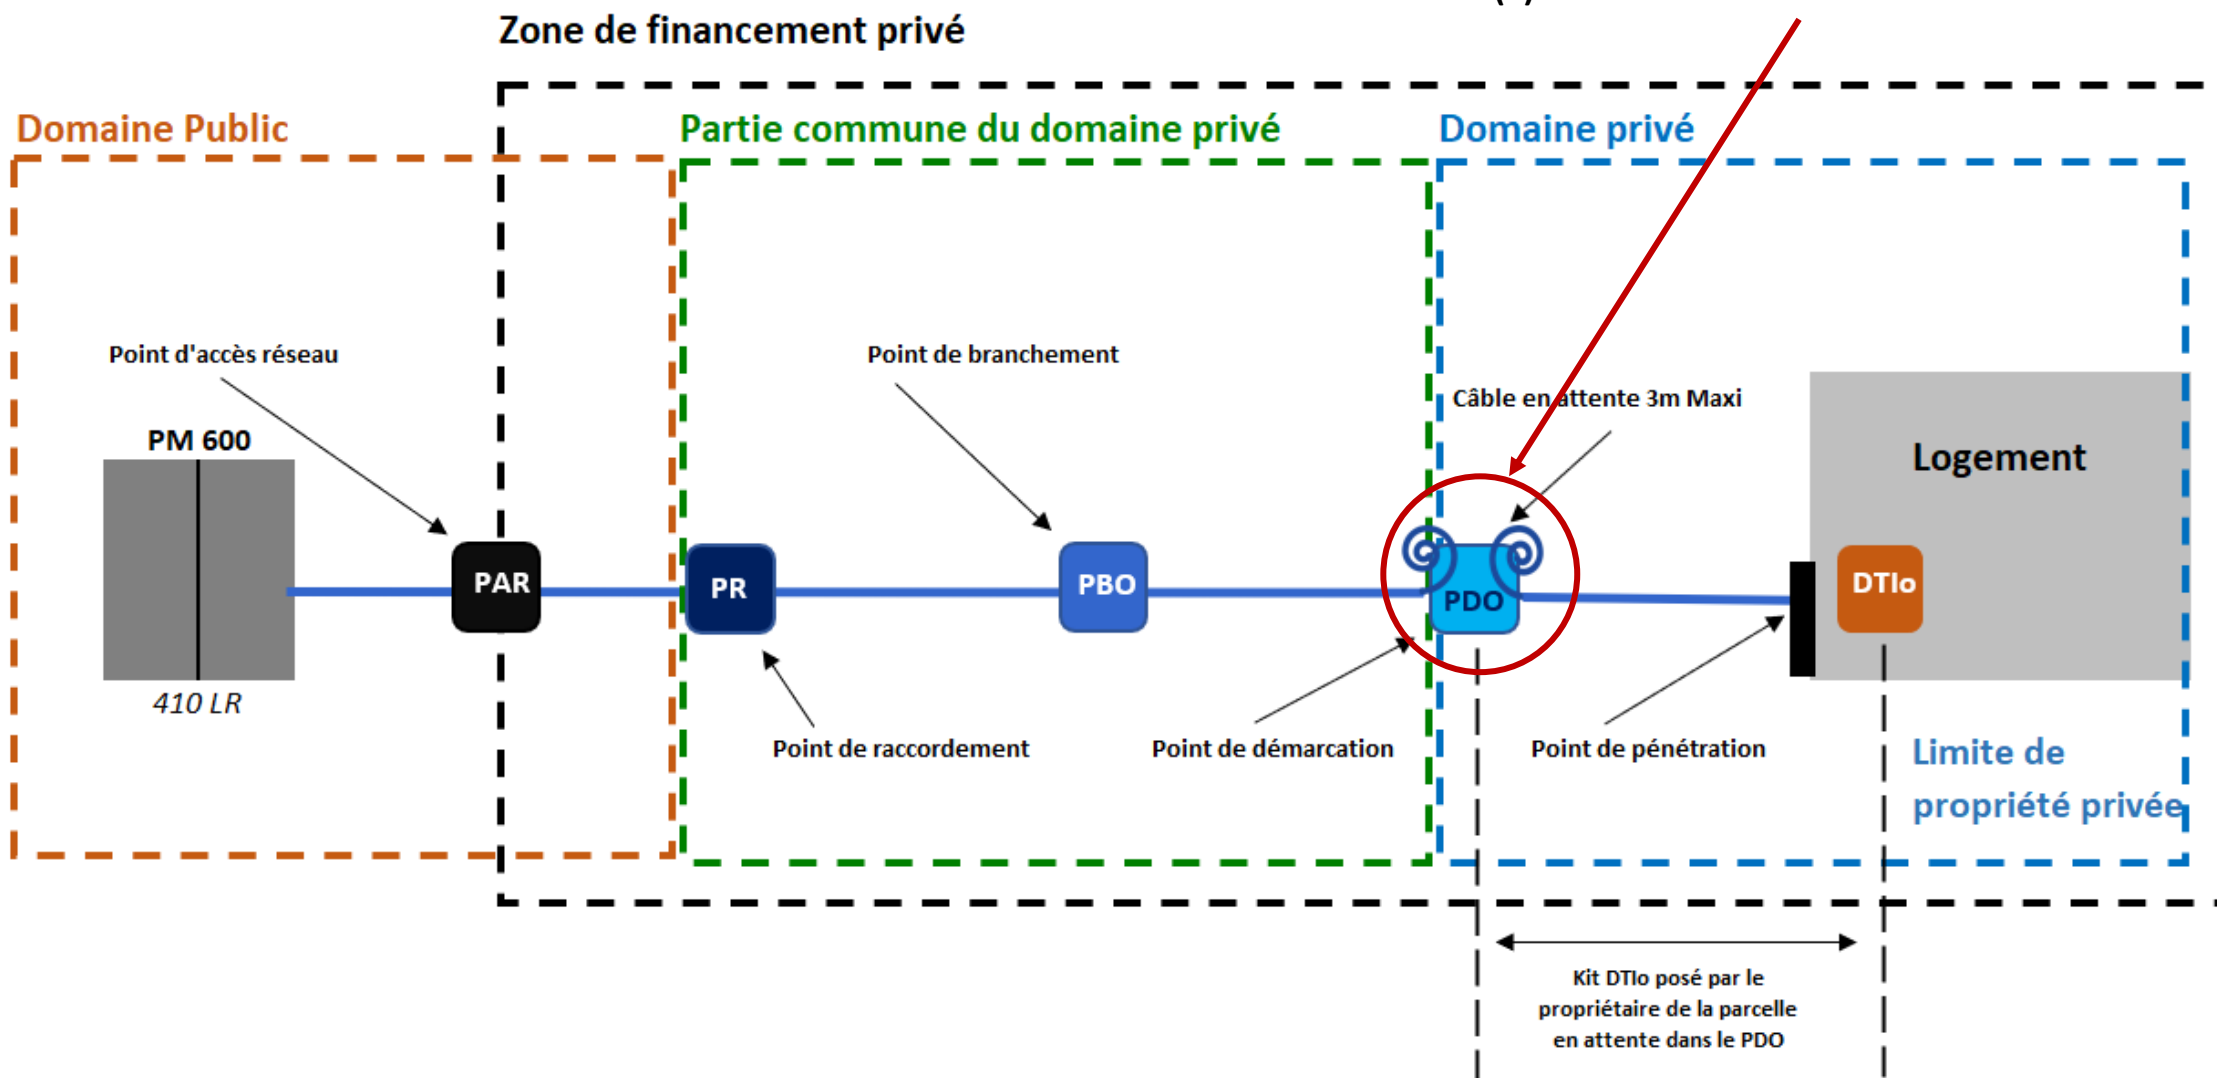 Zone de financement privé
Domaine Public
Partie commune du domaine privé
Domaine privé
Point d'accès réseau
Point de branchement
Câble en attente 3m Maxi
PM 600
Logement
PAR
PR
PBO
PDO
DTIo
410 LR
Point de raccordement
Point de démarcation
Point de pénétration
Limite de
propriété privée
Kit DTIo posé par le
propriétaire de la parcelle
en attente dans le PDO